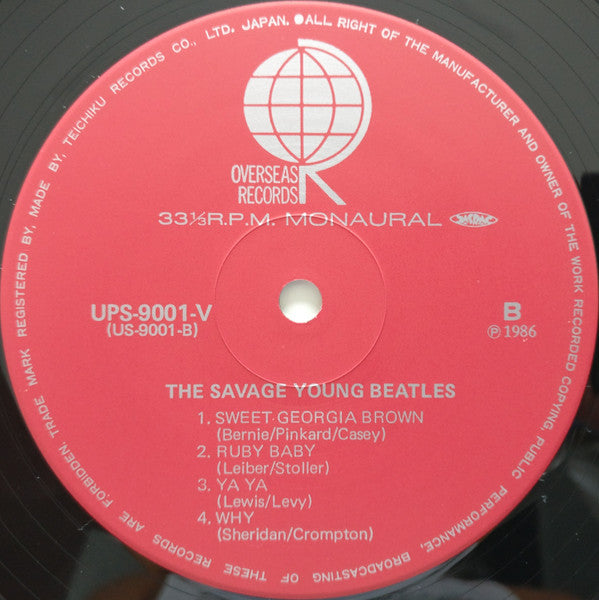 TRADE MARK REGISTERED BY, MADE BY, TEICHIKU RECORDS CO., LTD. JAPAN. ●ALL RIGHT OF THE MANUFACTURER AND OWNER OF THE WORK RECORDED COPYING, PUBLIC PERFORMANCE, BROADCASTING OF THESE RECORDS ARE FORBIDDEN.
OVERSEAS
RECORDS
33⅓R.P.M. MONAURAL
UPS-9001-V
(US-9001-B)
B
Ⓟ1986
THE SAVAGE YOUNG BEATLES
1. SWEET GEORGIA BROWN
(Bernie/Pinkard/Casey)
2. RUBY BABY
(Leiber/Stoller)
3. YA YA
(Lewis/Levy)
4. WHY
(Sheridan/Crompton)